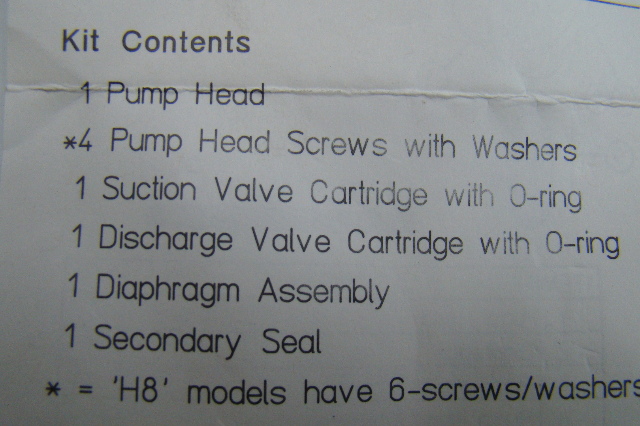 Kit Contents
1 Pump Head
*4 Pump Head Screws with Washers
1 Suction Valve Cartridge with O-ring
1 Discharge Valve Cartridge with O-ring
1 Diaphragm Assembly
1 Secondary Seal
* = 'H8' models have 6-screws/washers